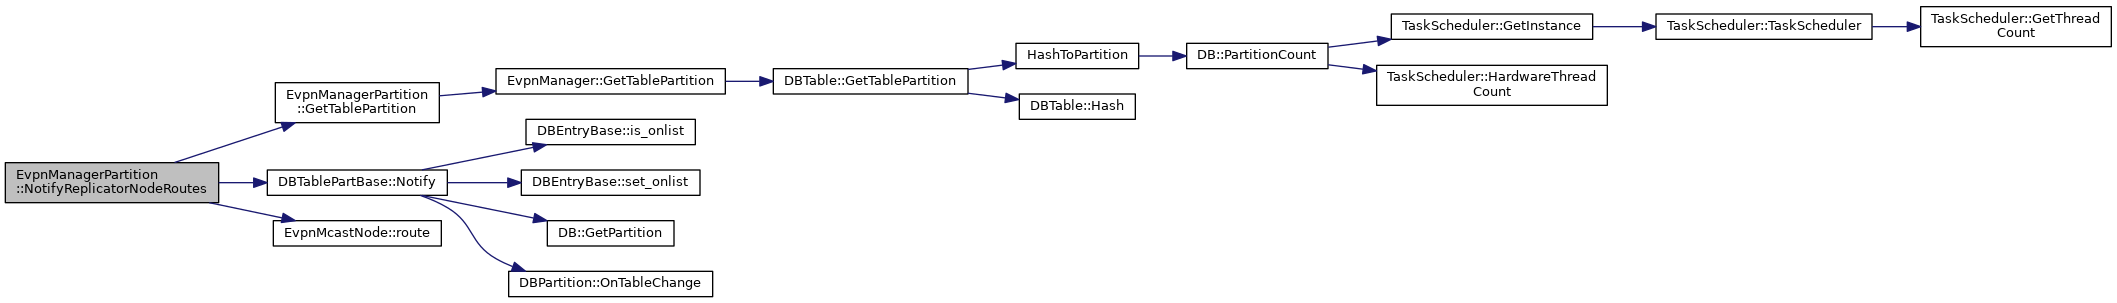 EvpnManagerPartition
::NotifyReplicatorNodeRoutes
EvpnManagerPartition
::GetTablePartition
EvpnManager::GetTablePartition
DBTable::GetTablePartition
HashToPartition
DB::PartitionCount
TaskScheduler::GetInstance
TaskScheduler::TaskScheduler
TaskScheduler::GetThread
Count
TaskScheduler::HardwareThread
Count
DBTable::Hash
DBTablePartBase::Notify
DBEntryBase::is_onlist
DBEntryBase::set_onlist
DB::GetPartition
DBPartition::OnTableChange
EvpnMcastNode::route